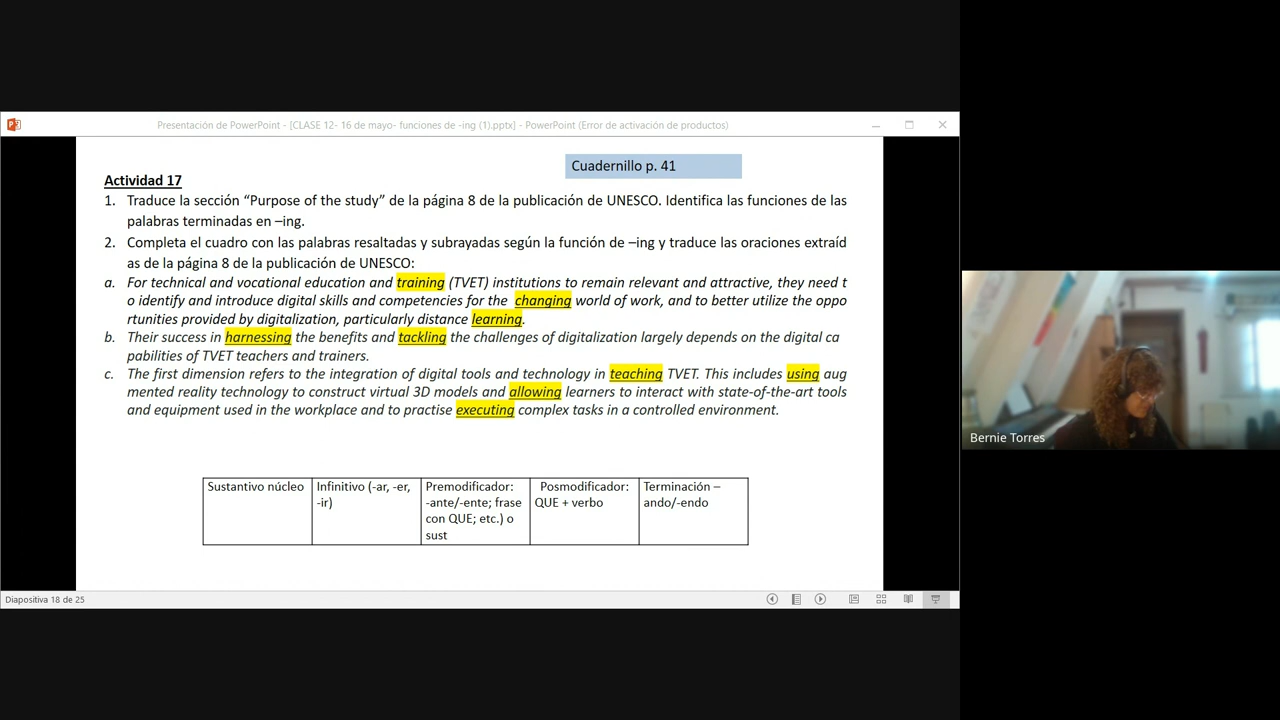 Presentación de PowerPoint - [CLASE 12- 16 de mayo- funciones de -ing (1).pptx] - PowerPoint (Error de activación de productos)
Cuadernillo p. 41
Actividad 17
1. Traduce la sección “Purpose of the study” de la página 8 de la publicación de UNESCO. Identifica las funciones de las
palabras terminadas en –ing.
2. Completa el cuadro con las palabras resaltadas y subrayadas según la función de –ing y traduce las oraciones extraíd
as de la página 8 de la publicación de UNESCO:
a. For technical and vocational education and training (TVET) institutions to remain relevant and attractive, they need t
o identify and introduce digital skills and competencies for the changing world of work, and to better utilize the oppo
rtunities provided by digitalization, particularly distance learning.
b. Their success in harnessing the benefits and tackling the challenges of digitalization largely depends on the digital ca
pabilities of TVET teachers and trainers.
c. The first dimension refers to the integration of digital tools and technology in teaching TVET. This includes using aug
mented reality technology to construct virtual 3D models and allowing learners to interact with state-of-the-art tools
and equipment used in the workplace and to practise executing complex tasks in a controlled environment.
Sustantivo núcleo
Infinitivo (-ar, -er,
-ir)
Premodificador:
-ante/-ente; frase
con QUE; etc.) o
sust
Posmodificador:
QUE + verbo
Terminación –
ando/-endo
Diapositiva 18 de 25
Bernie Torres